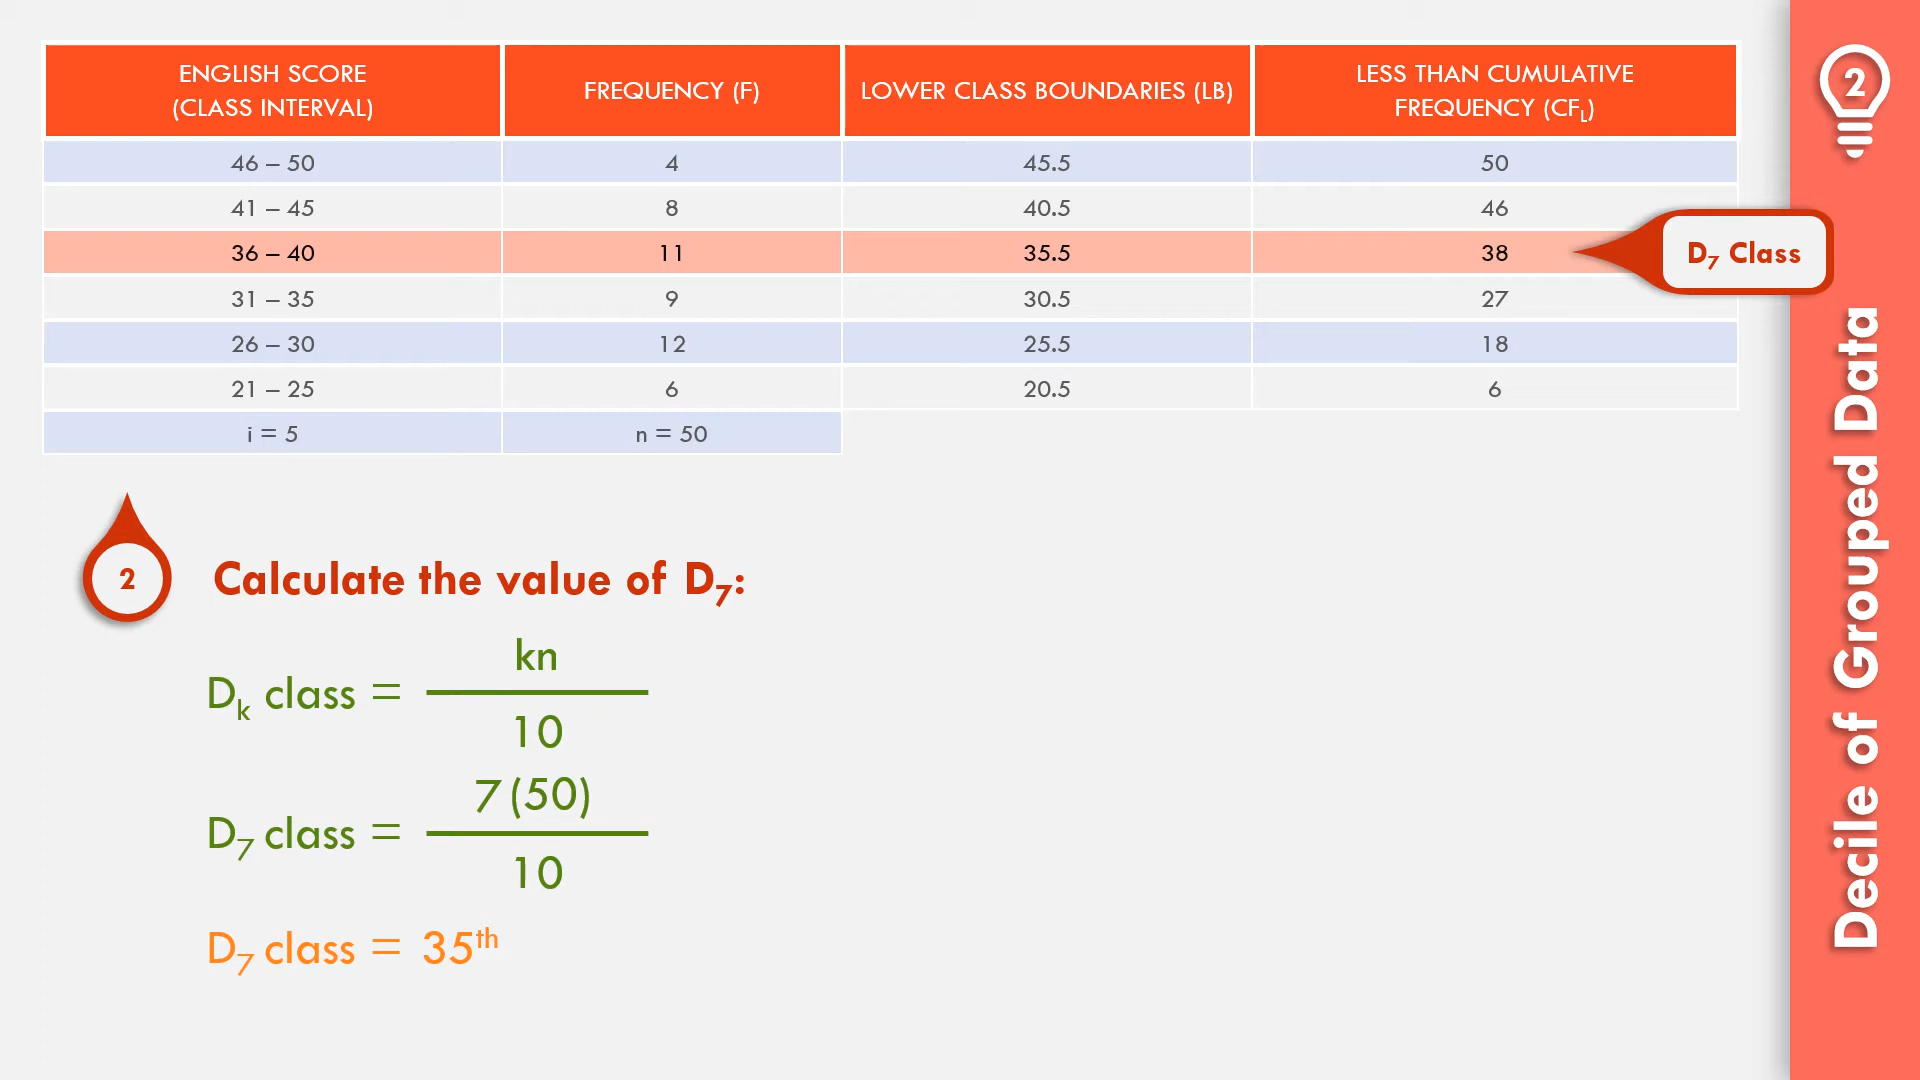 ENGLISH SCORE
(CLASS INTERVAL)
FREQUENCY (F)
LOWER CLASS BOUNDARIES (LB)
LESS THAN CUMULATIVE
FREQUENCY (CFL)
46 – 50 4 45.5 50
41 – 45 8 40.5 46
36 – 40 11 35.5 38
31 – 35 9 30.5 27
26 – 30 12 25.5 18
21 – 25 6 20.5 6
i = 5 n = 50
D7 Class
2
Decile of Grouped Data
2
Calculate the value of D7:
Dk class = kn
10
D7 class = 7 (50)
10
D7 class = 35th